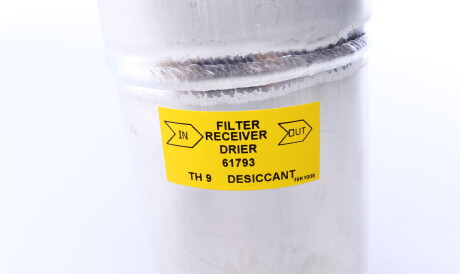 IN FILTER OUT
RECEIVER
DRIER
61793
TH 9 DESICCANT